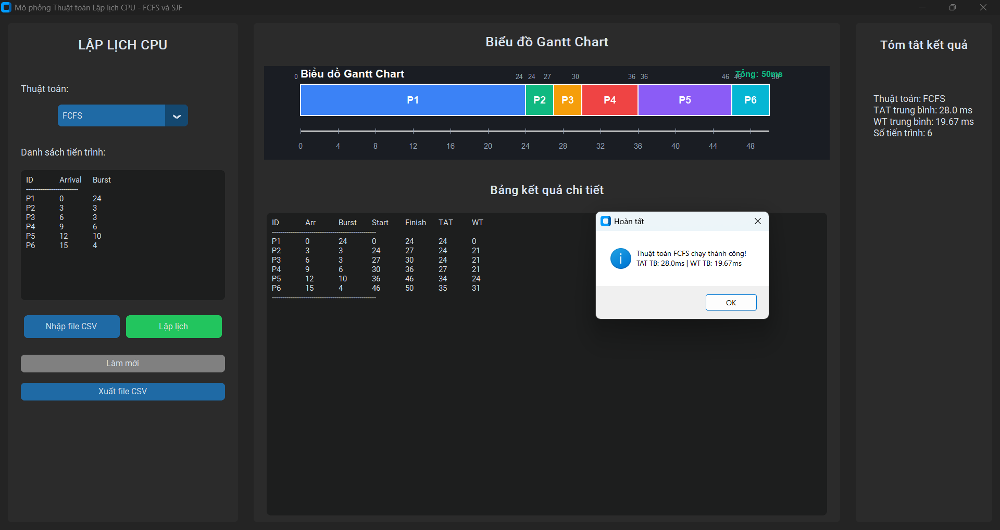 Mô phỏng Thuật toán Lập lịch CPU - FCFS và SJF
LẬP LỊCH CPU
Thuật toán:
FCFS
Danh sách tiến trình:
ID Arrival Burst
-------------------------
P1 0 24
P2 3 3
P3 6 3
P4 9 6
P5 12 10
P6 15 4
Nhập file CSV Lập lịch
Làm mới
Xuất file CSV
Biểu đồ Gantt Chart
Biểu đồ Gantt Chart Tổng: 50ms
0 24 24 27 30 36 36 46 46 50
P1 P2 P3 P4 P5 P6
0 4 8 12 16 20 24 28 32 36 40 44 48
Bảng kết quả chi tiết
ID Arr Burst Start Finish TAT WT
--------------------------------------------------
P1 0 24 0 24 24 0
P2 3 3 24 27 24 21
P3 6 3 27 30 24 21
P4 9 6 30 36 27 21
P5 12 10 36 46 34 24
P6 15 4 46 50 35 31
--------------------------------------------------
Hoàn tất
Thuật toán FCFS chạy thành công!
TAT TB: 28.0ms | WT TB: 19.67ms
OK
Tóm tắt kết quả
Thuật toán: FCFS
TAT trung bình: 28.0 ms
WT trung bình: 19.67 ms
Số tiến trình: 6